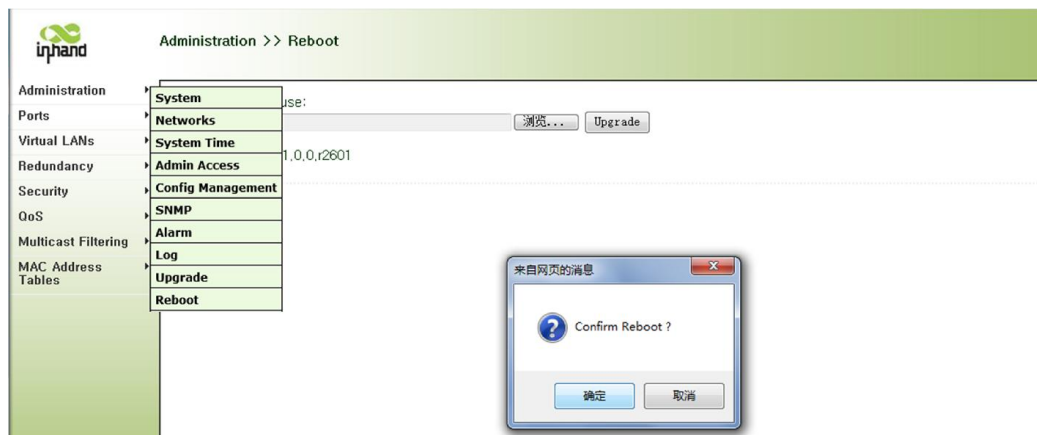 inhand
Administration >> Reboot
Administration
Ports
Virtual LANs
Redundancy
Security
QoS
Multicast Filtering
MAC Address
Tables
System
Networks
System Time
Admin Access
Config Management
SNMP
Alarm
Log
Upgrade
Reboot
use:
浏览... Upgrade
1,0,0,r2601
来自网页的消息
Confirm Reboot ?
确定 取消